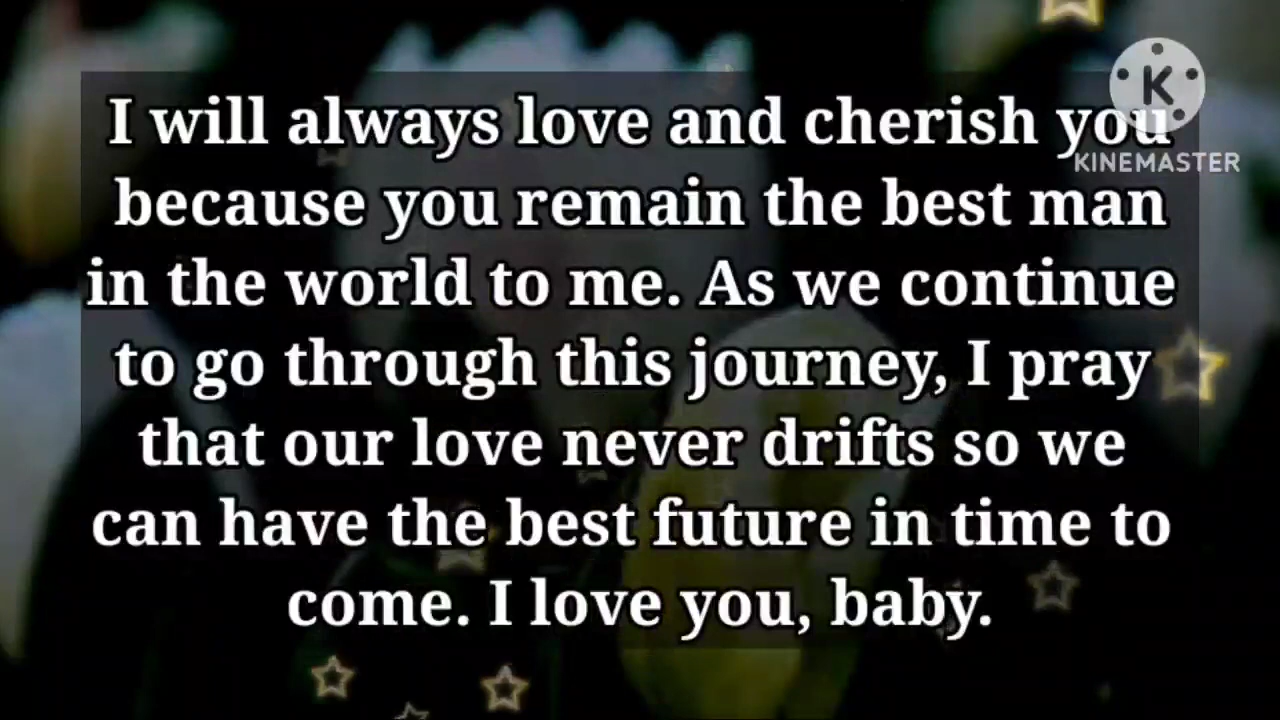 I will always love and cherish you
KINEMASTER
because you remain the best man
in the world to me. As we continue
to go through this journey, I pray
that our love never drifts so we
can have the best future in time to
come. I love you, baby.